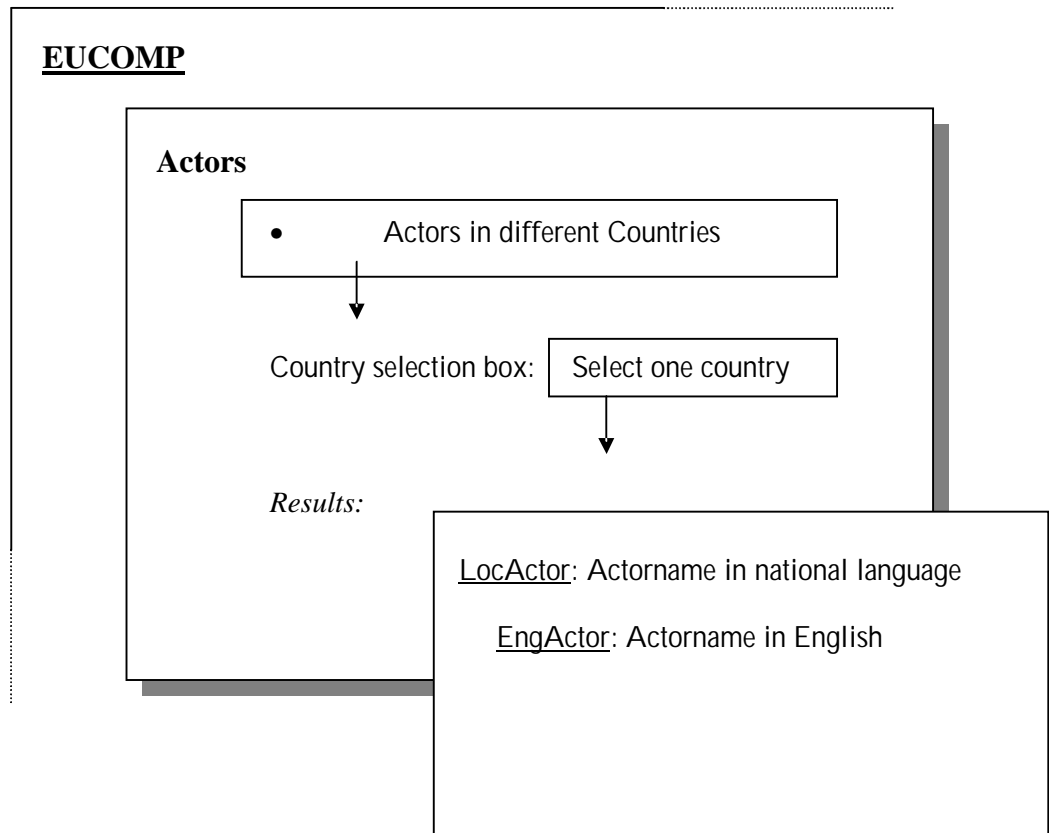 EUCOMP
Actors
• Actors in different Countries
Country selection box: Select one country
Results:
LocActor: Actorname in national language
EngActor: Actorname in English